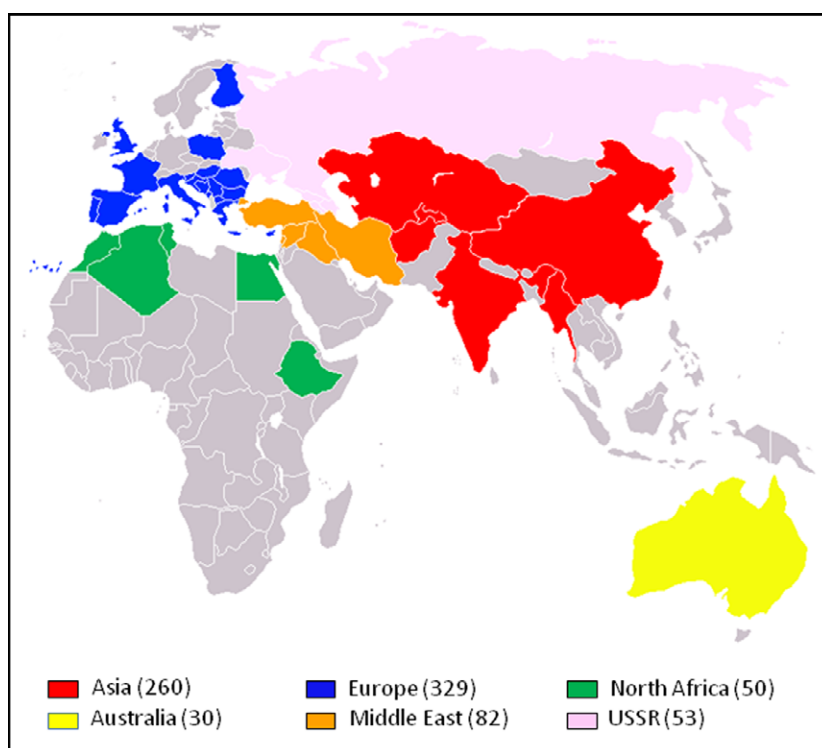 Asia (260) Europe (329) North Africa (50)
Australia (30) Middle East (82) USSR (53)